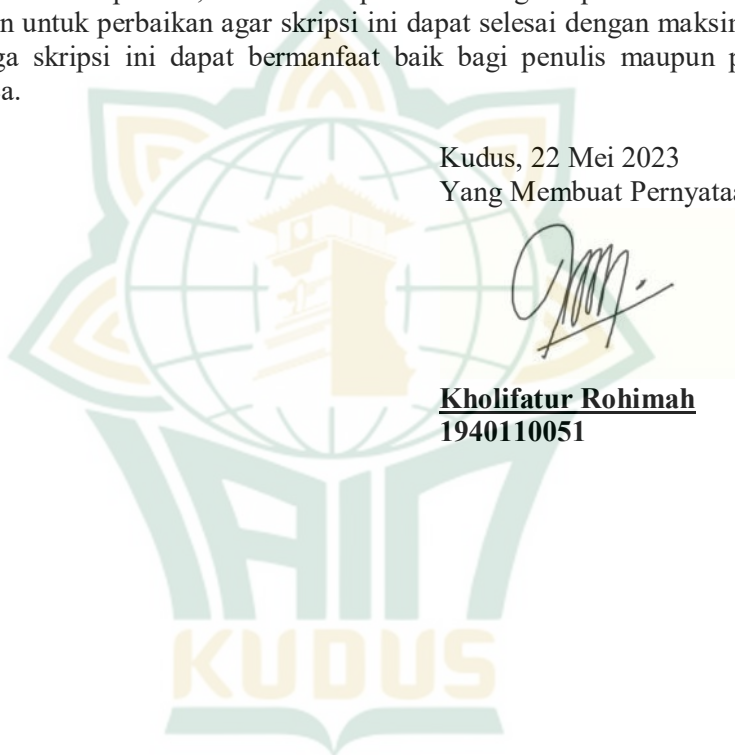 n untuk perbaikan agar skripsi ini dapat selesai dengan maksin
ga skripsi ini dapat bermanfaat baik bagi penulis maupun p
a.
Kudus, 22 Mei 2023
Yang Membuat Pernyataa
Kholifatur Rohimah
1940110051
IAIN
KUDUS